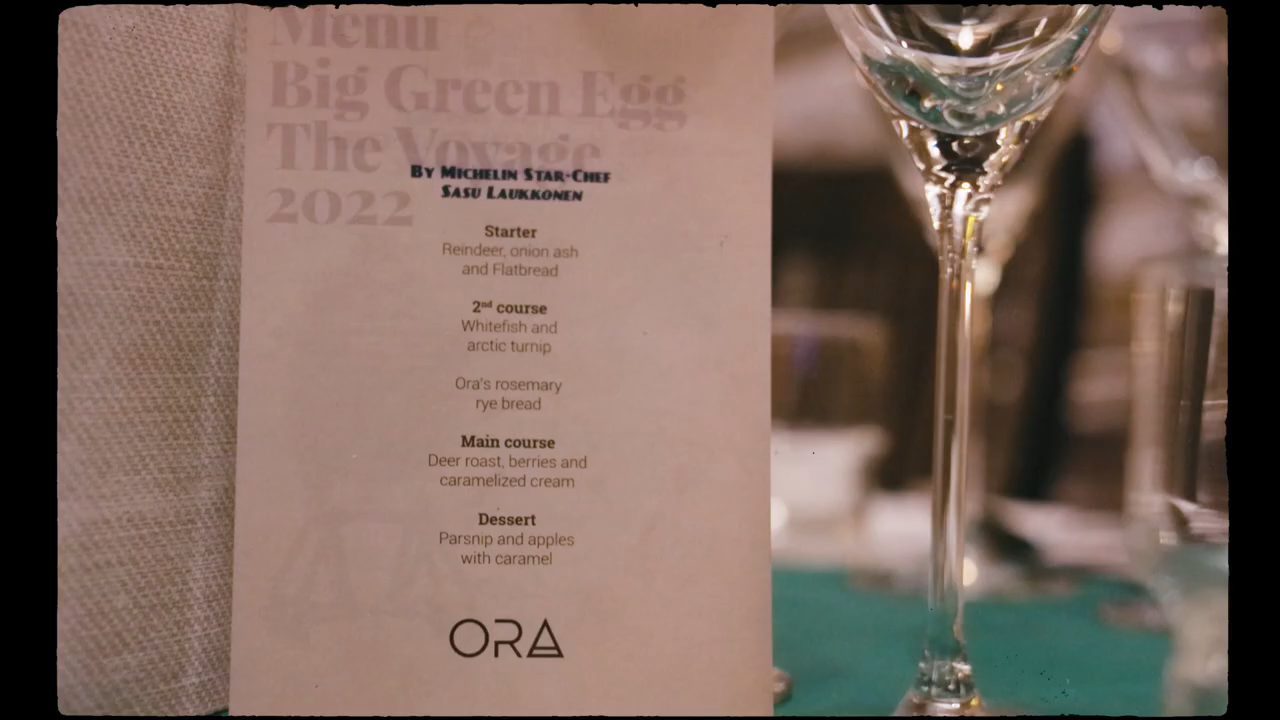 Menu
Big Green Egg
The Voyage
2022
By Michelin Star-Chef
Sasu Laukkonen
Starter
Reindeer, onion ash
and Flatbread
2nd course
Whitefish and
arctic turnip
Ora's rosemary
rye bread
Main course
Deer roast, berries and
caramelized cream
Dessert
Parsnip and apples
with caramel
ORA